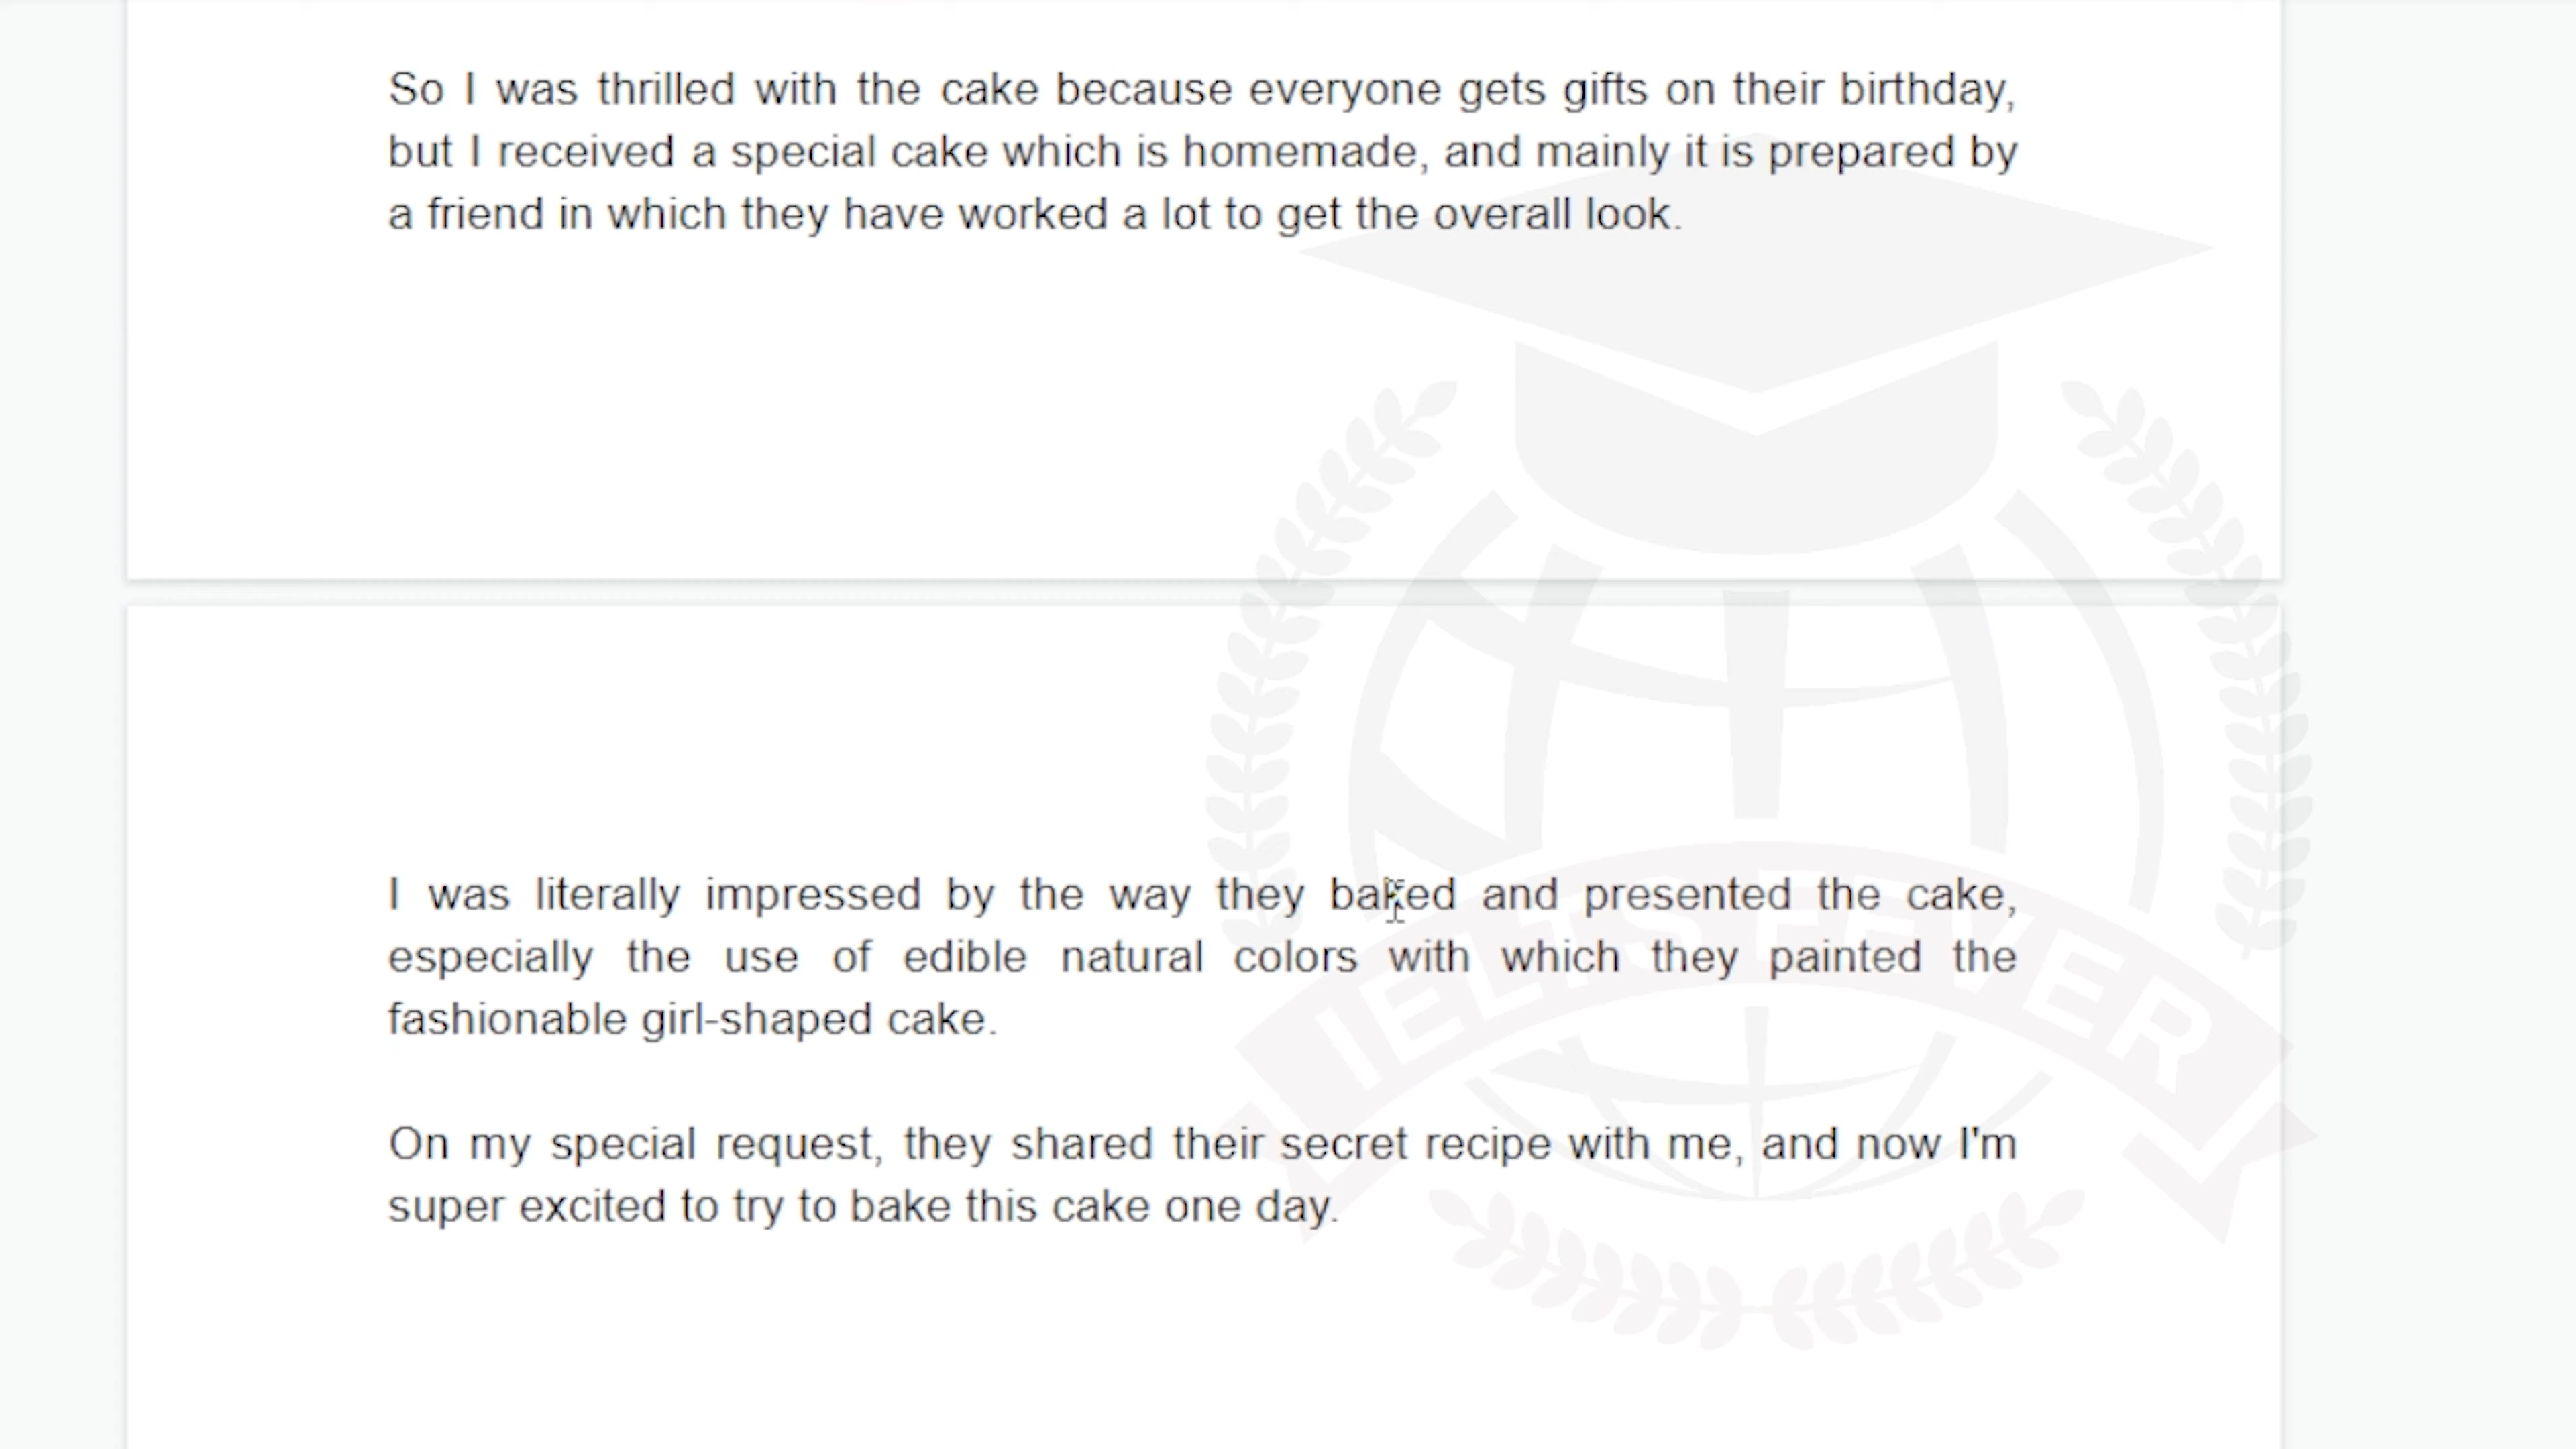 So I was thrilled with the cake because everyone gets gifts on their birthday,
but I received a special cake which is homemade, and mainly it is prepared by
a friend in which they have worked a lot to get the overall look.
I was literally impressed by the way they baked and presented the cake,
especially the use of edible natural colors with which they painted the
fashionable girl-shaped cake.
IELTS FEVER
On my special request, they shared their secret recipe with me, and now I'm
super excited to try to bake this cake one day.